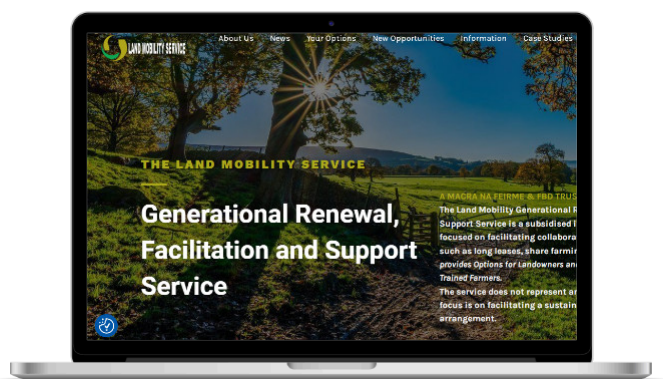 LAND MOBILITY SERVICE
About Us News Your Options New Opportunities Information Case Studies
THE LAND MOBILITY SERVICE
Generational Renewal,
Facilitation and Support
Service
A MACRA NA FEIRME & FBD TRUS
The Land Mobility Generational R
Support Service is a subsidised
focused on facilitating collabora
such as long leases, share farmi
provides Options for Landowners an
Trained Farmers.
The service does not represent a
focus is on facilitating a sustain
arrangement.